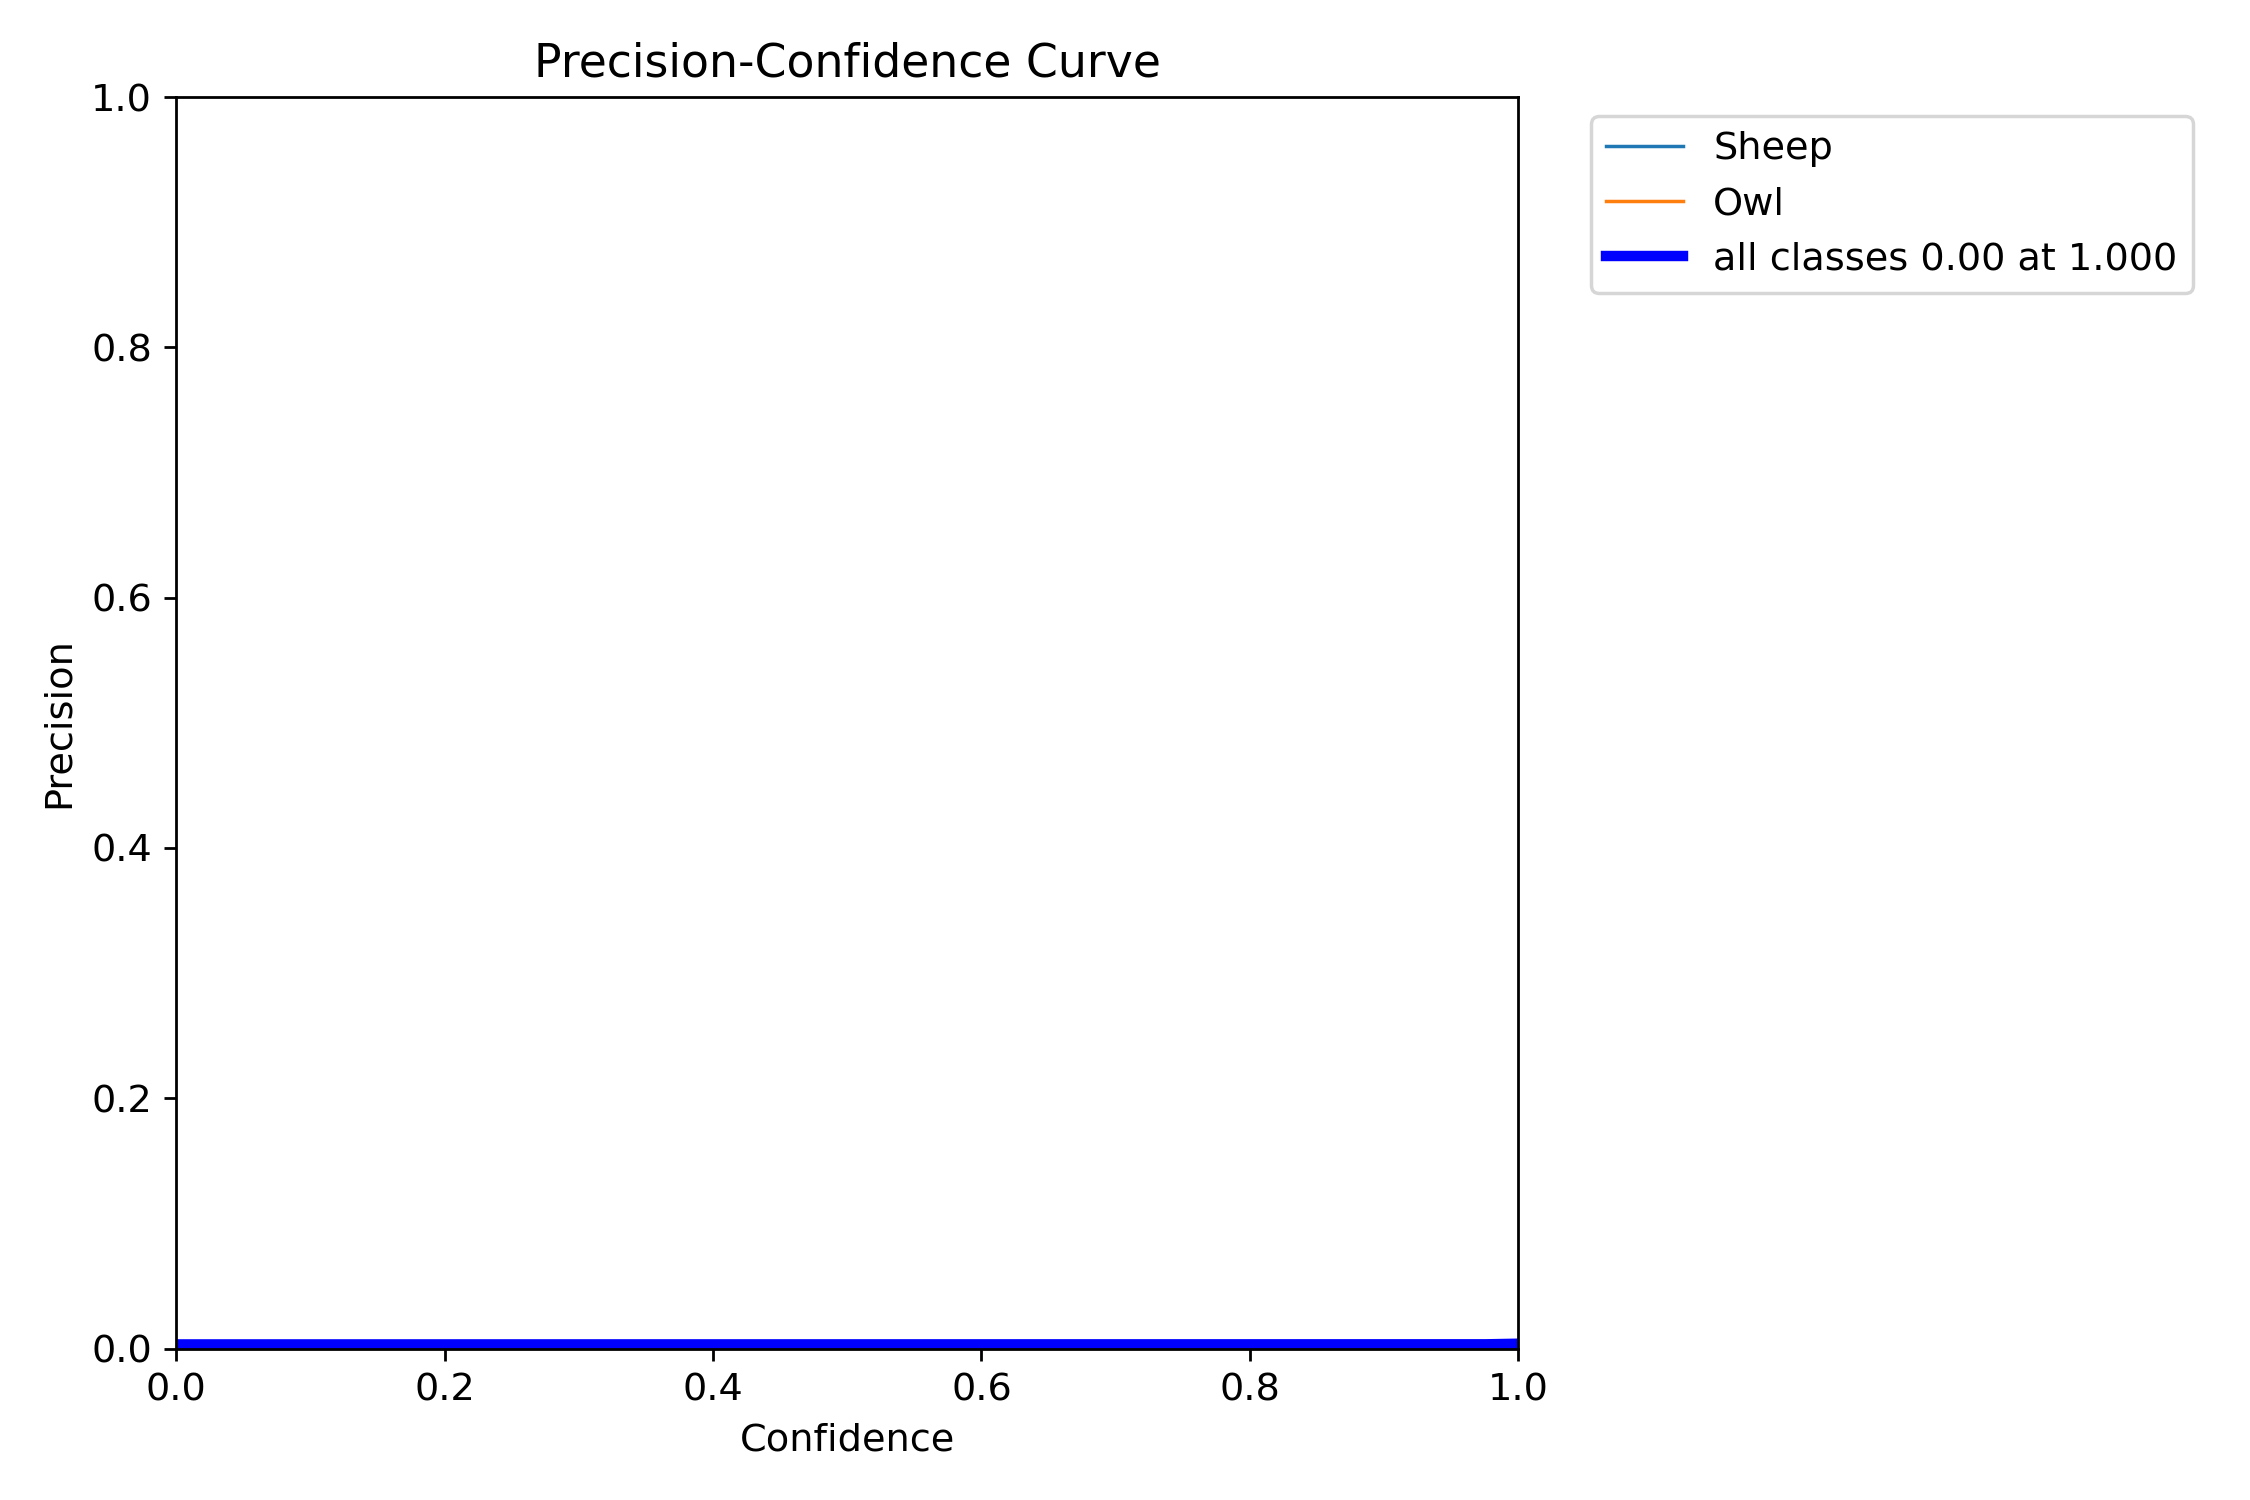 Precision-Confidence Curve
1.0
0.8
0.6
0.4
0.2
0.0
Precision
0.0 0.2 0.4 0.6 0.8 1.0
Confidence
Sheep
Owl
all classes 0.00 at 1.000